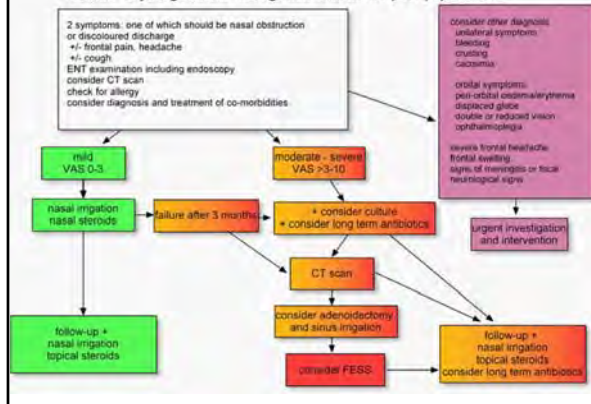 2 symptoms: one of which should be nasal obstruction
or discoloured discharge
+/- frontal pain, headache
+/- cough
ENT examination including endoscopy
consider CT scan
check for allergy
consider diagnosis and treatment of co-morbidities
consider other diagnosis
unilateral symptoms
bleeding
crusting
cacosmia
orbital symptoms:
peri-orbital oedema/erythema
displaced globe
double or reduced vision
ophthalmoplegia
severe frontal headache
frontal swelling
signs of meningitis or focal
neurological signs
urgent investigation
and intervention
mild
VAS 0-3
moderate - severe
VAS >3-10
nasal irrigation
nasal steroids
failure after 3 months
+ consider culture
+ consider long term antibiotics
CT scan
consider adenoidectomy
and sinus irrigation
consider FESS
follow-up +
nasal irrigation
topical steroids
follow-up +
nasal irrigation
topical steroids
consider long term antibiotics